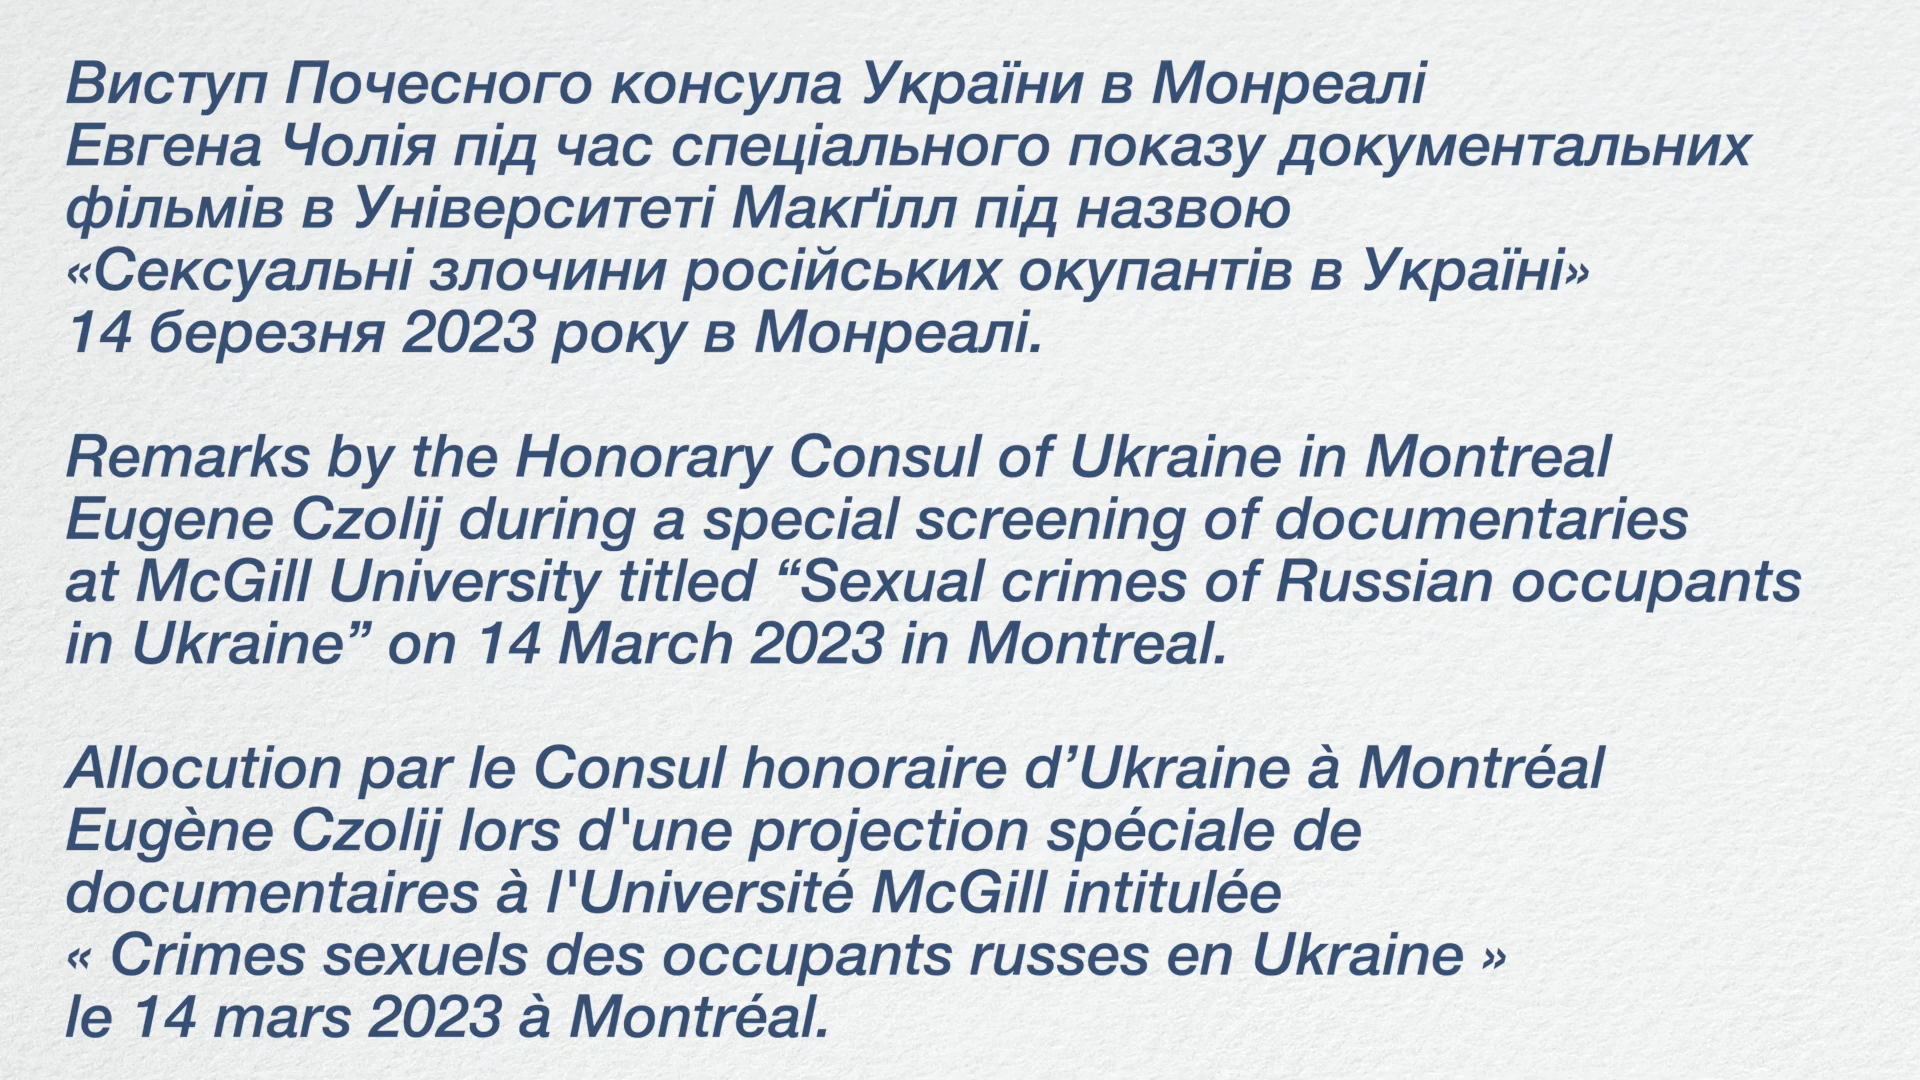 Виступ Почесного консула України в Монреалі
Евгена Чолія під час спеціального показу документальних
фільмів в Університеті Макґілл під назвою
«Сексуальні злочини російських окупантів в Україні»
14 березня 2023 року в Монреалі.
Remarks by the Honorary Consul of Ukraine in Montreal
Eugene Czolij during a special screening of documentaries
at McGill University titled “Sexual crimes of Russian occupants
in Ukraine” on 14 March 2023 in Montreal.
Allocution par le Consul honoraire d’Ukraine à Montréal
Eugène Czolij lors d'une projection spéciale de
documentaires à l'Université McGill intitulée
« Crimes sexuels des occupants russes en Ukraine »
le 14 mars 2023 à Montréal.